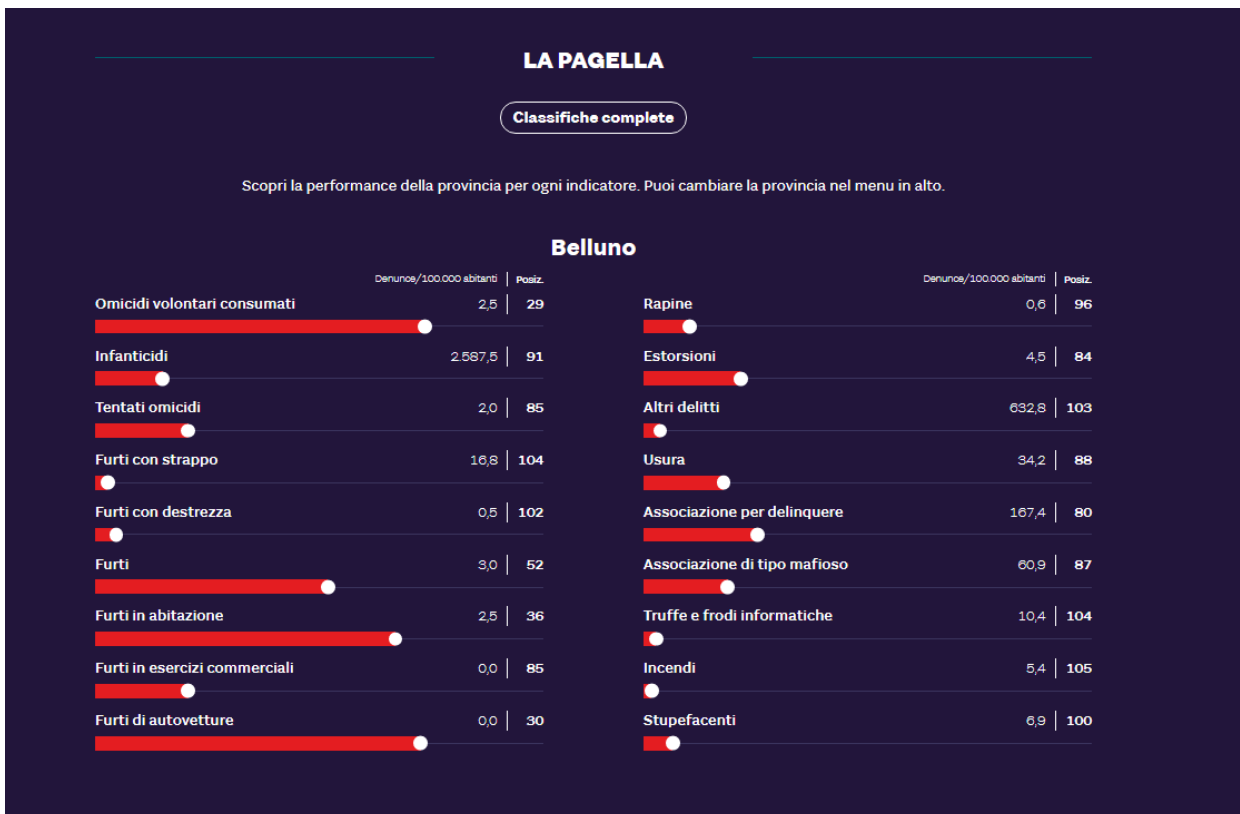 LA PAGELLA
Classifiche complete
Scopri la performance della provincia per ogni indicatore. Puoi cambiare la provincia nel menu in alto.
Belluno
Denunce/100.000 abitanti | Posiz.
Omicidi volontari consumati 2,5 | 29
Infanticidi 2.587,5 | 91
Tentati omicidi 2,0 | 85
Furti con strappo 16,8 | 104
Furti con destrezza 0,5 | 102
Furti 3,0 | 52
Furti in abitazione 2,5 | 36
Furti in esercizi commerciali 0,0 | 85
Furti di autovetture 0,0 | 30
Denunce/100.000 abitanti | Posiz.
Rapine 0,6 | 96
Estorsioni 4,5 | 84
Altri delitti 632,8 | 103
Usura 34,2 | 88
Associazione per delinquere 167,4 | 80
Associazione di tipo mafioso 60,9 | 87
Truffe e frodi informatiche 10,4 | 104
Incendi 5,4 | 105
Stupefacenti 6,9 | 100